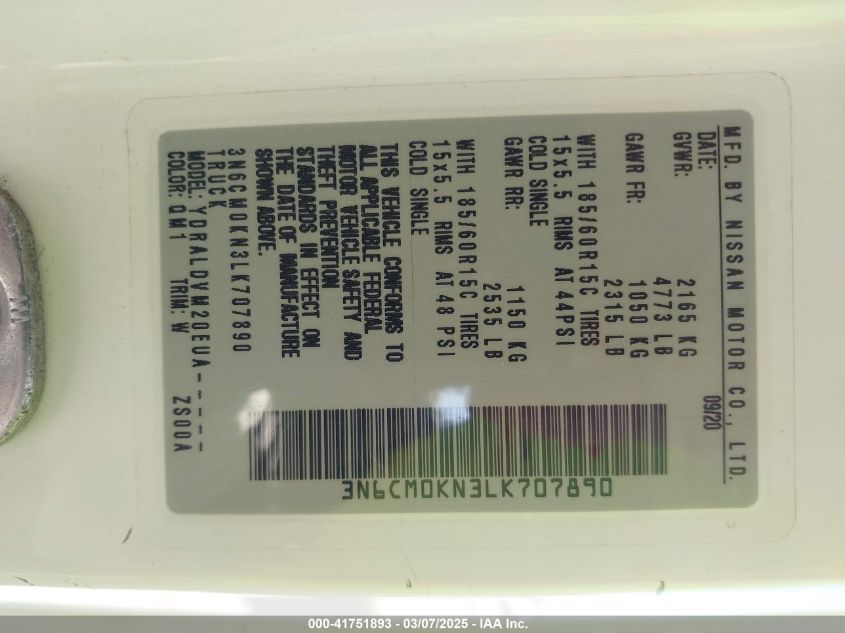 MFD. BY NISSAN MOTOR CO., LTD.
DATE: 09/20
GVWR: 2165 KG
4773 LB
GAWR FR: 1050 KG
2315 LB
WITH 185/60R15C TIRES
15x5.5 RIMS AT 44PSI
COLD SINGLE
GAWR RR: 1150 KG
2535 LB
WITH 185/60R15C TIRES
15x5.5 RIMS AT 48 PSI
COLD SINGLE
THIS VEHICLE CONFORMS TO
ALL APPLICABLE FEDERAL
MOTOR VEHICLE SAFETY AND
THEFT PREVENTION
STANDARDS IN EFFECT ON
THE DATE OF MANUFACTURE
SHOWN ABOVE.
3N6CM0KN3LK707890
TRUCK
MODEL: YDRALDVM20EUA-----
COLOR: QM1 TRIM: W ZS00A
3N6CM0KN3LK707890
000-41751893 - 03/07/2025 - IAA Inc.